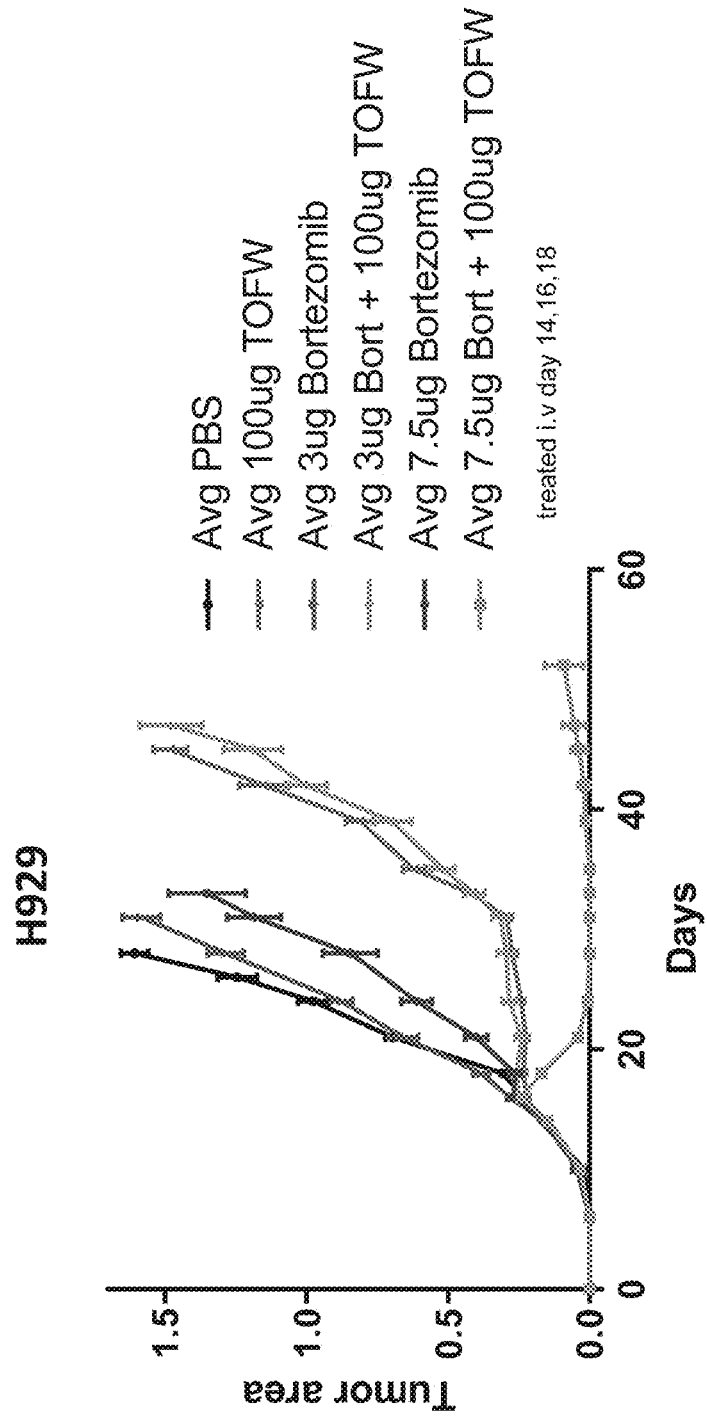 H929
Tumor area
1.5
1.0
0.5
0.0
0
20
40
60
Days
Avg PBS
Avg 100ug TOFW
Avg 3ug Bortezomib
Avg 3ug Bort + 100ug TOFW
Avg 7.5ug Bortezomib
Avg 7.5ug Bort + 100ug TOFW
treated i.v day 14,16,18